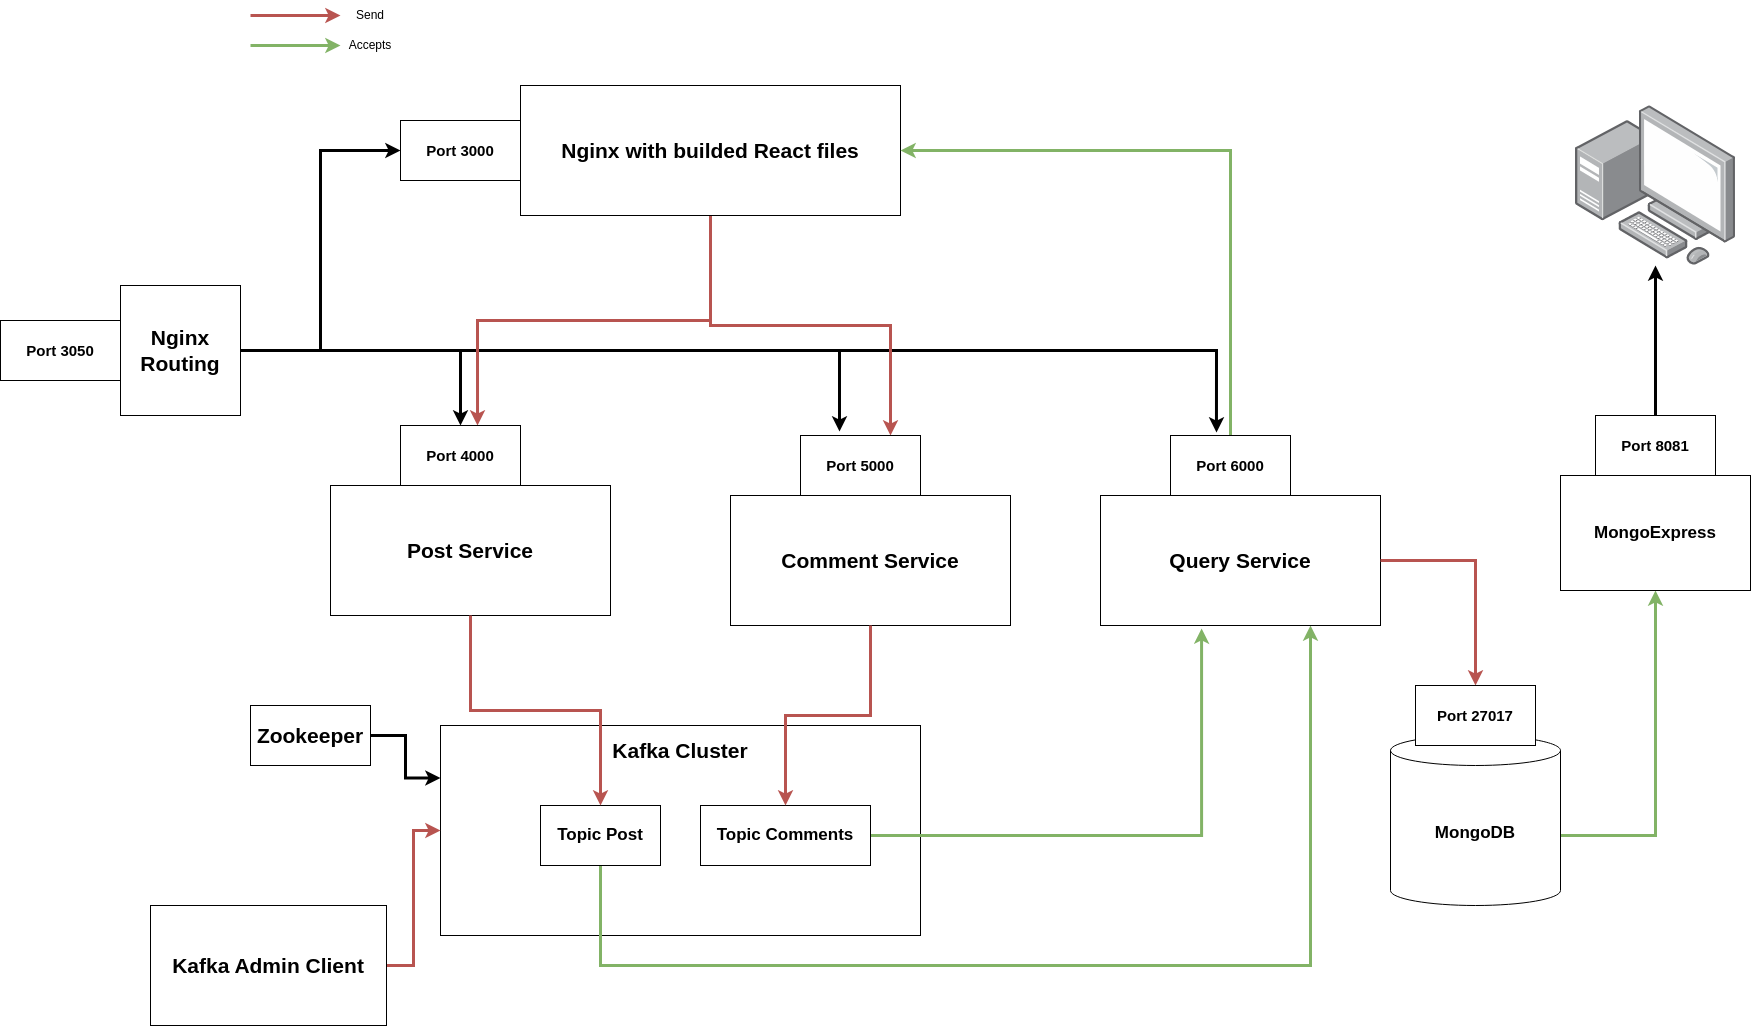 Send
Accepts
Port 3000
Nginx with builded React files
Port 3050
Nginx
Routing
Port 4000
Post Service
Port 5000
Comment Service
Port 6000
Query Service
Port 8081
MongoExpress
Zookeeper
Kafka Cluster
Topic Post
Topic Comments
Port 27017
MongoDB
Kafka Admin Client